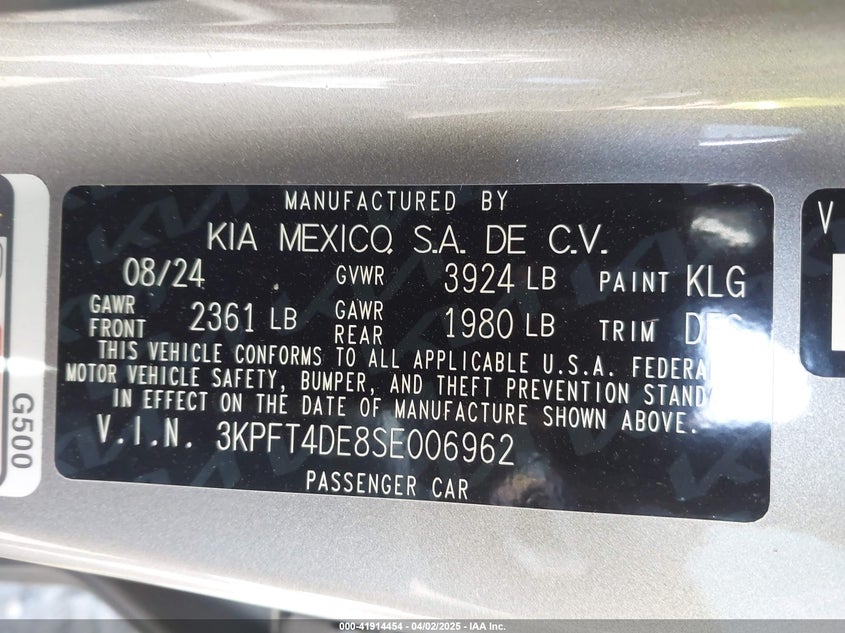 MANUFACTURED BY
KIA MEXICO, S.A. DE C.V.
08/24 GVWR 3924 LB PAINT KLG
GAWR FRONT 2361 LB GAWR REAR 1980 LB TRIM
THIS VEHICLE CONFORMS TO ALL APPLICABLE U.S.A. FEDERA
MOTOR VEHICLE SAFETY, BUMPER, AND THEFT PREVENTION STAND
IN EFFECT ON THE DATE OF MANUFACTURE SHOWN ABOVE.
V.I.N. 3KPFT4DE8SE006962
PASSENGER CAR
G500
V
000-41914454 - 04/02/2025 - IAA Inc.